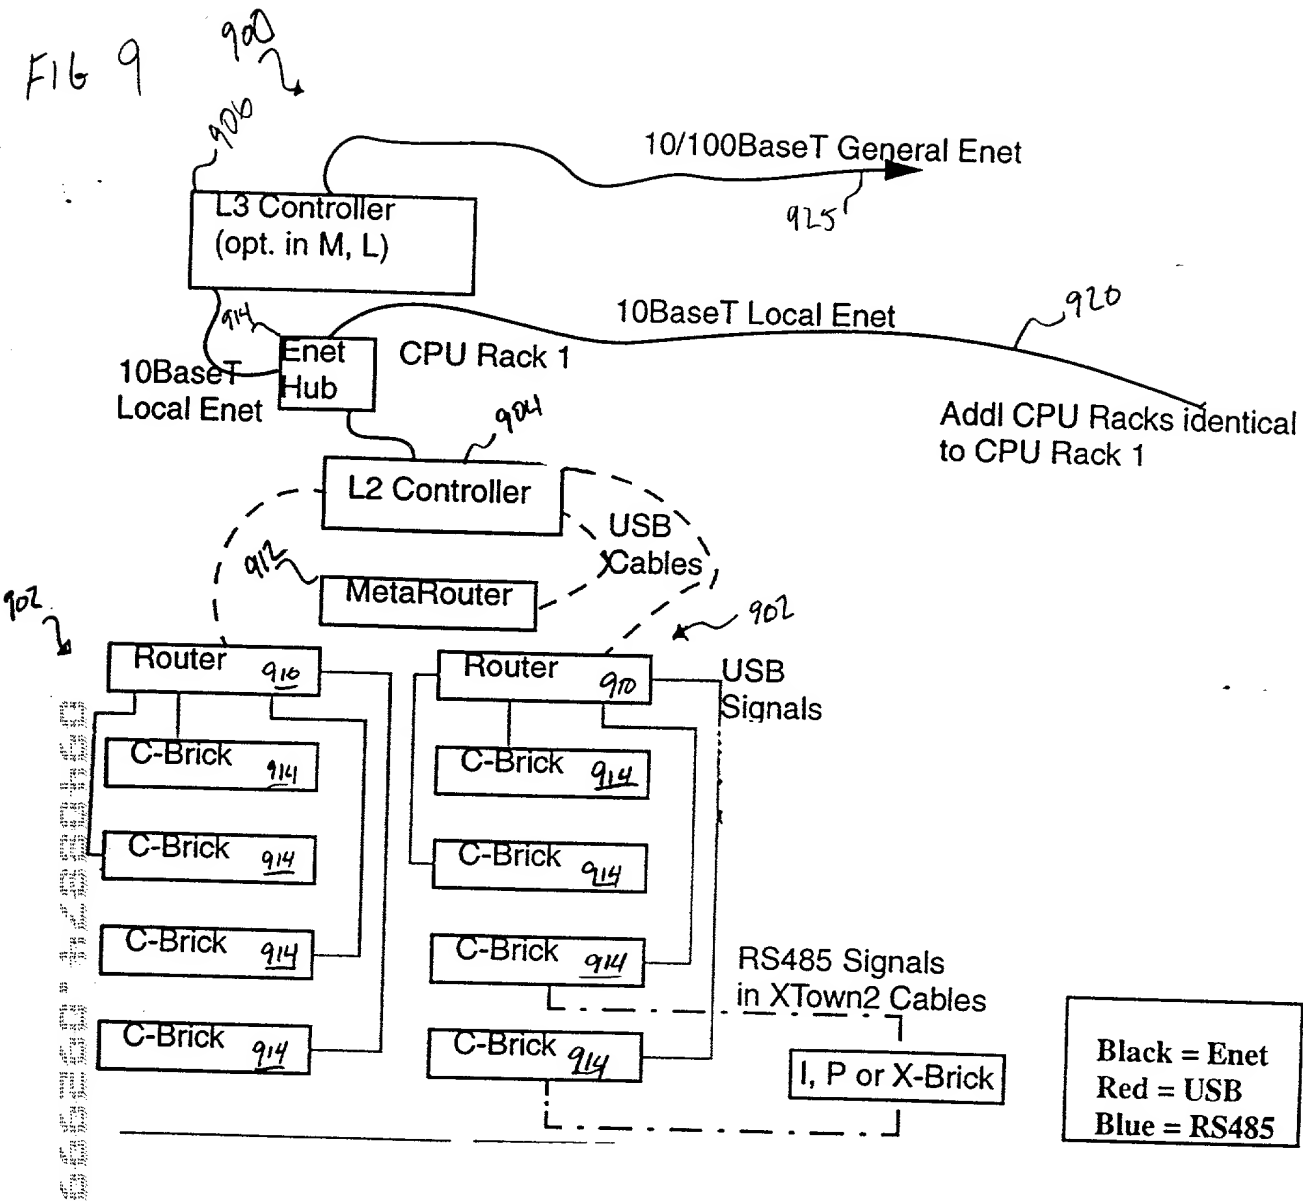 FIG 9
900
906
10/100BaseT General Enet
925
L3 Controller
(opt. in M, L)
914
10BaseT Local Enet
920
Enet
Hub
CPU Rack 1
10BaseT
Local Enet
Addl CPU Racks identical
to CPU Rack 1
904
L2 Controller
USB
Cables
912
MetaRouter
902
902
Router 910
Router 910
USB
Signals
C-Brick 914
C-Brick 914
C-Brick 914
C-Brick 914
C-Brick 914
C-Brick 914
RS485 Signals
in XTown2 Cables
C-Brick 914
C-Brick 914
I, P or X-Brick
Black = Enet
Red = USB
Blue = RS485